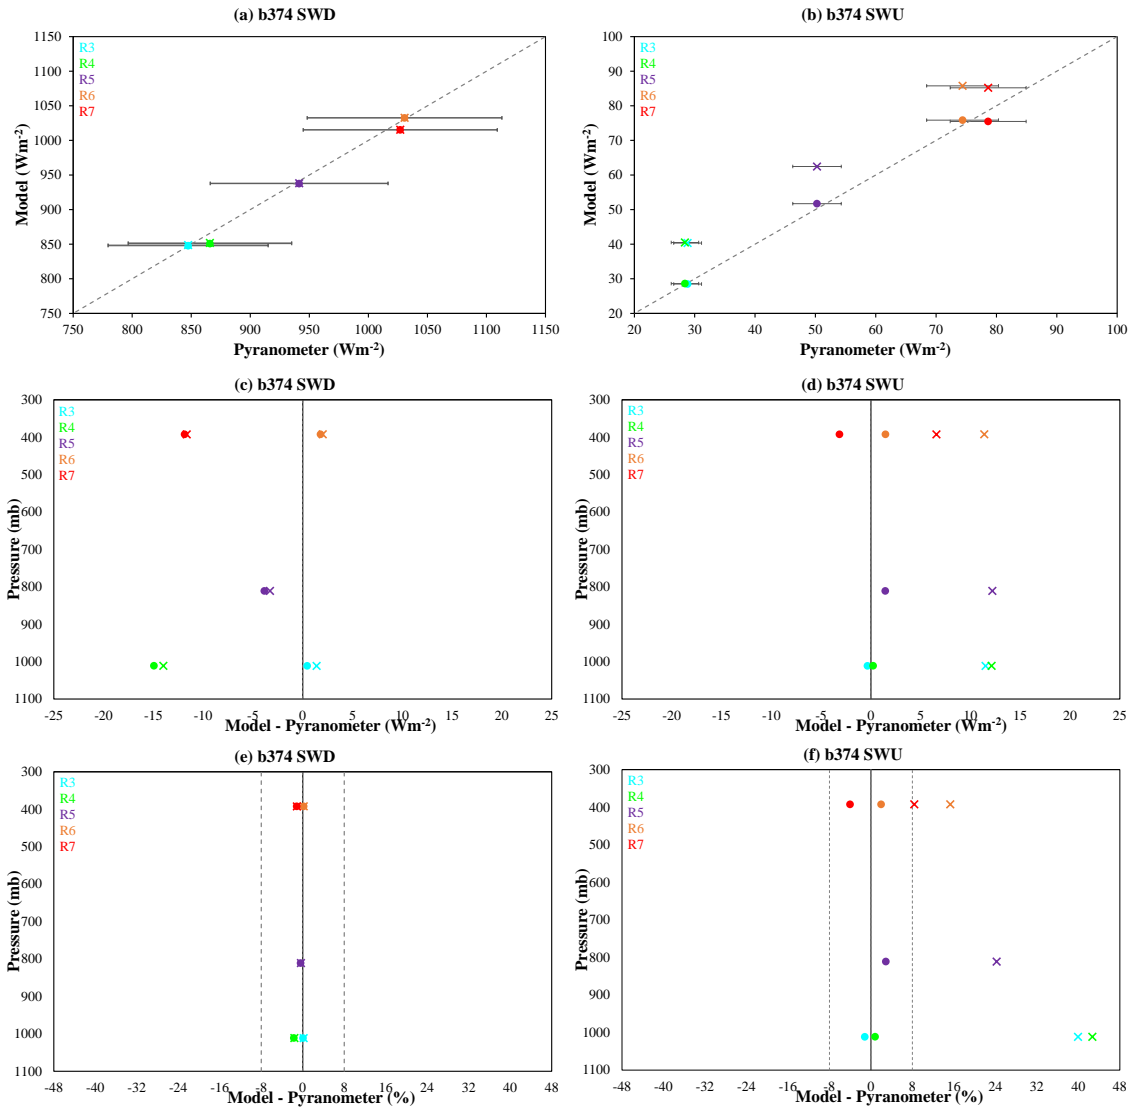 (a) b374 SWD
1150
1100
1050
1000
950
900
850
800
750
R3
R4
R5
R6
R7
Model (Wm-2)
750 800 850 900 950 1000 1050 1100 1150
Pyranometer (Wm-2)
(b) b374 SWU
100
90
80
70
60
50
40
30
20
R3
R4
R5
R6
R7
Model (Wm-2)
20 30 40 50 60 70 80 90 100
Pyranometer (Wm-2)
(c) b374 SWD
300
400
500
600
700
800
900
1000
1100
R3
R4
R5
R6
R7
Pressure (mb)
-25 -20 -15 -10 -5 0 5 10 15 20 25
Model - Pyranometer (Wm-2)
(d) b374 SWU
300
400
500
600
700
800
900
1000
1100
R3
R4
R5
R6
R7
Pressure (mb)
-25 -20 -15 -10 -5 0 5 10 15 20 25
Model - Pyranometer (Wm-2)
(e) b374 SWD
300
400
500
600
700
800
900
1000
1100
R3
R4
R5
R6
R7
Pressure (mb)
-48 -40 -32 -24 -16 -8 0 8 16 24 32 40 48
Model - Pyranometer (%)
(f) b374 SWU
300
400
500
600
700
800
900
1000
1100
R3
R4
R5
R6
R7
Pressure (mb)
-48 -40 -32 -24 -16 -8 0 8 16 24 32 40 48
Model - Pyranometer (%)